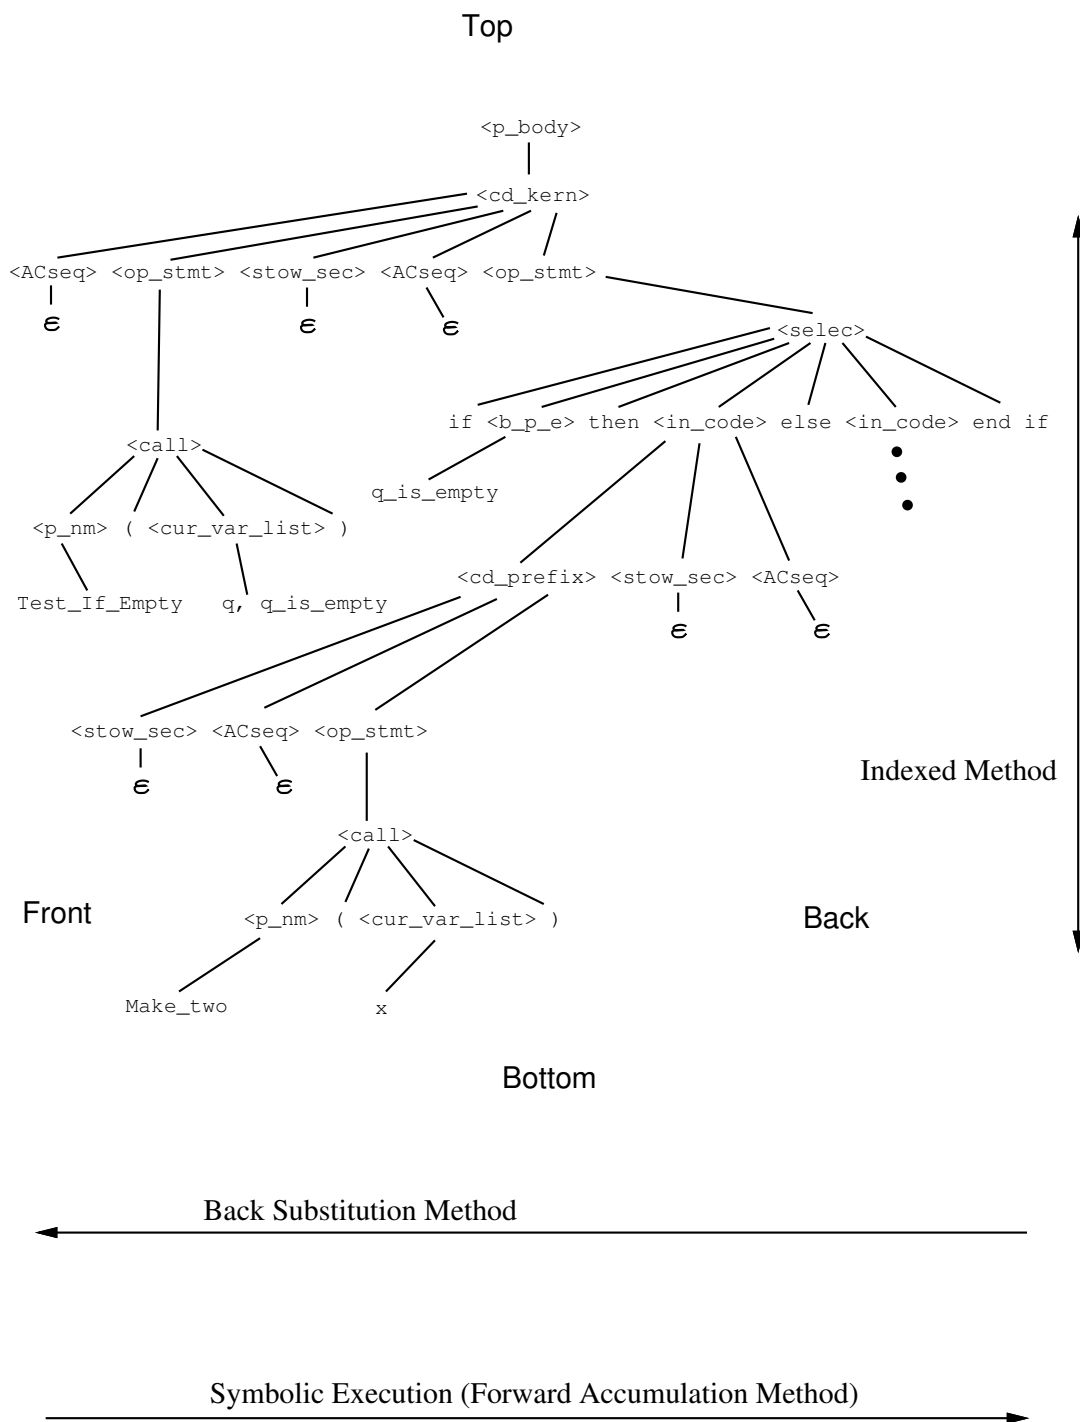 Top
<p_body>
<cd_kern>
<ACseq> <op_stmt> <stow_sec> <ACseq> <op_stmt>
ε ε ε
<selec>
if <b_p_e> then <in_code> else <in_code> end if
<call>
q_is_empty
<p_nm> ( <cur_var_list> )
<cd_prefix> <stow_sec> <ACseq>
Test_If_Empty q, q_is_empty
ε ε
<stow_sec> <ACseq> <op_stmt>
Indexed Method
ε ε
<call>
Front
<p_nm> ( <cur_var_list> )
Back
Make_two x
Bottom
Back Substitution Method
Symbolic Execution (Forward Accumulation Method)